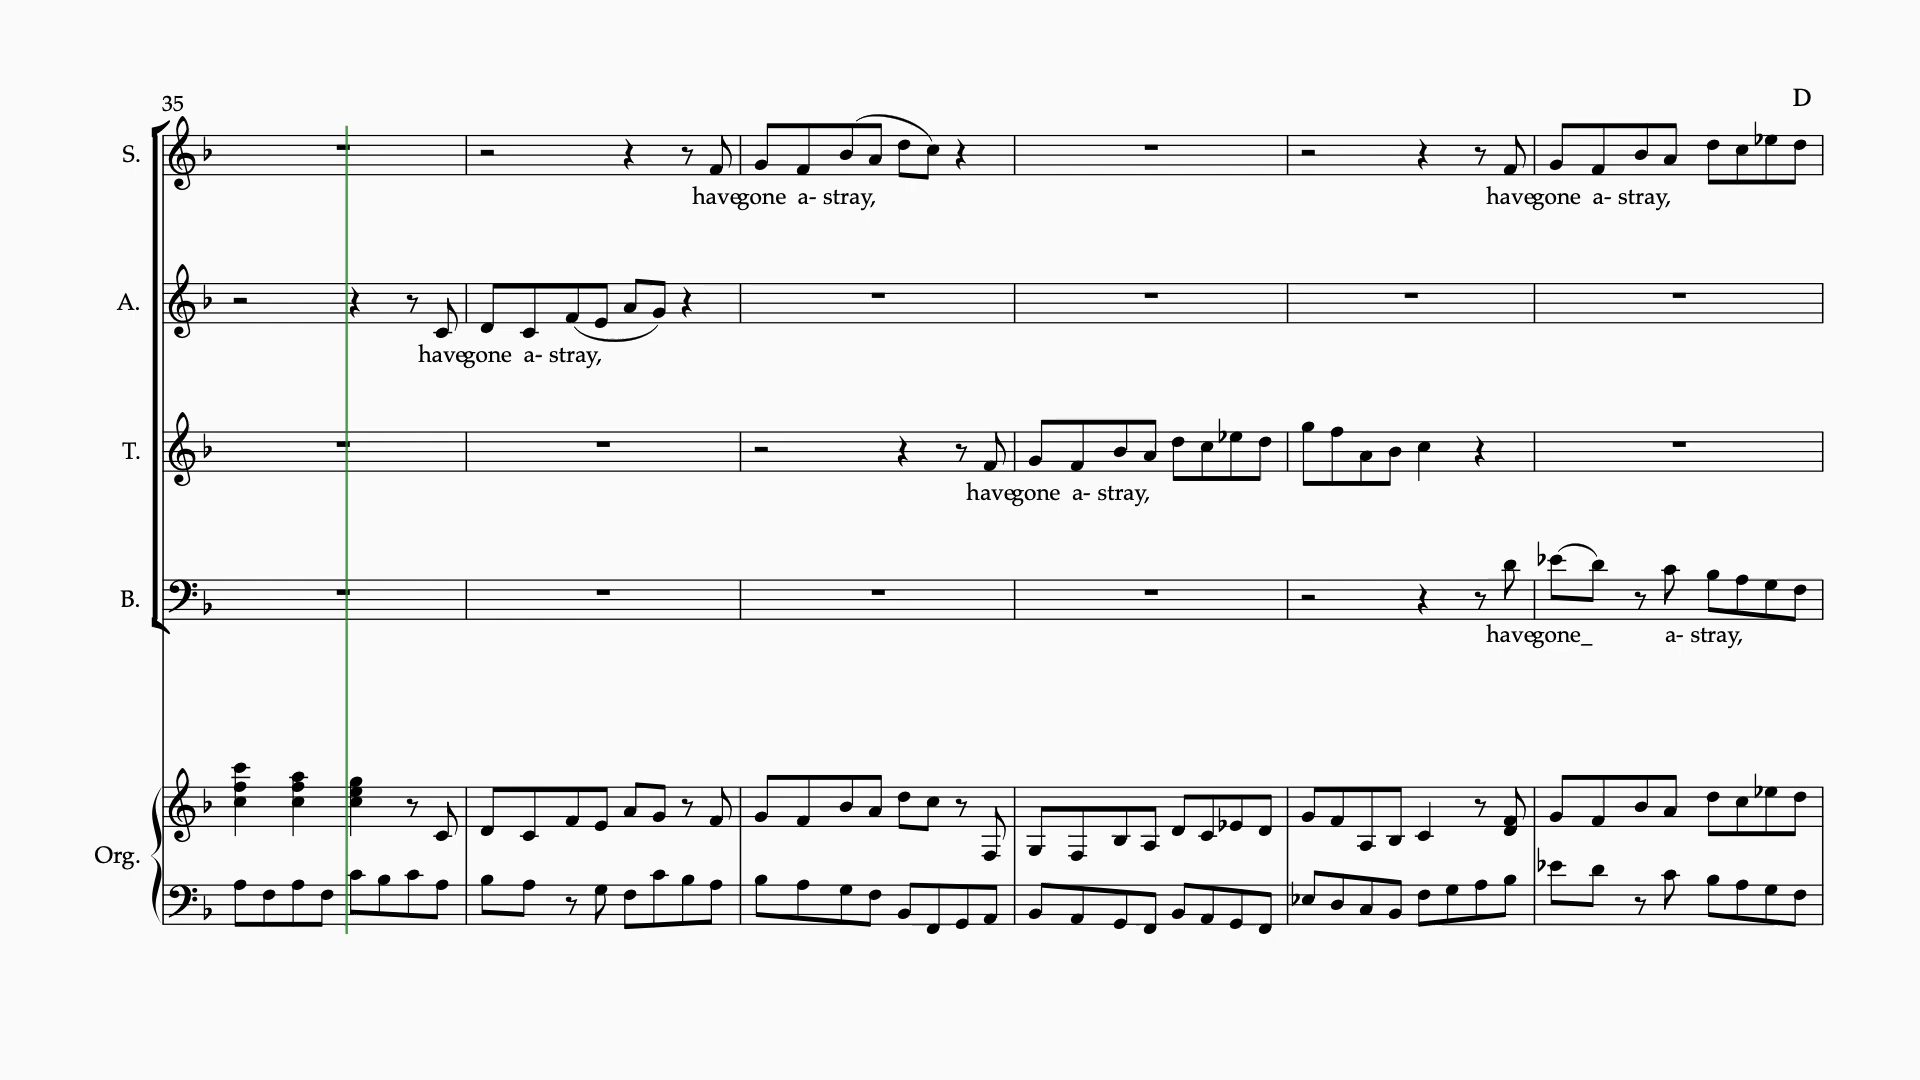 35
D
S.
havegone a- stray,
havegone a- stray,
A.
havegone a- stray,
T.
havegone a- stray,
B.
havegone_ a- stray,
Org.